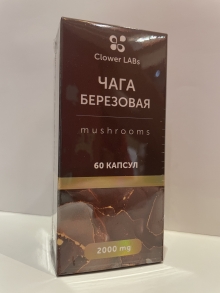 Clower LABs
ЧАГА
БЕРЕЗОВАЯ
mushrooms
60 КАПСУЛ
2000 mg